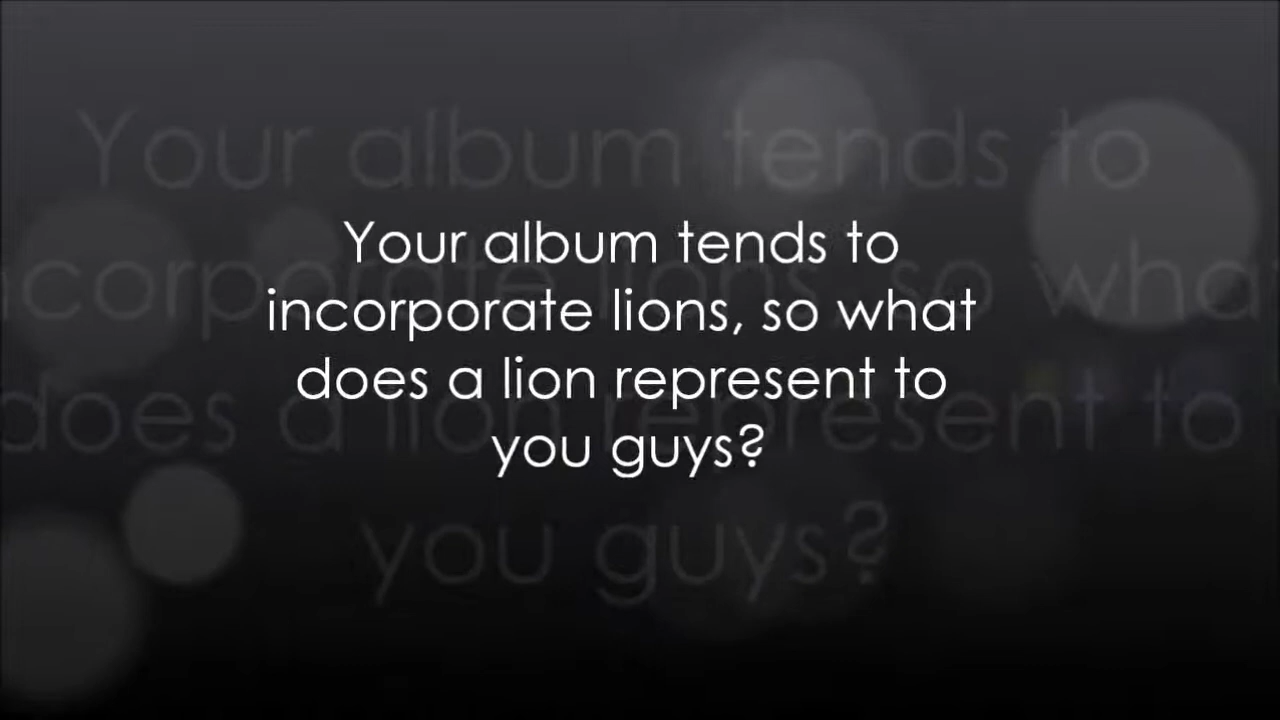 Your album tends to
incorporate lions, so what
does a lion represent to
you guys?